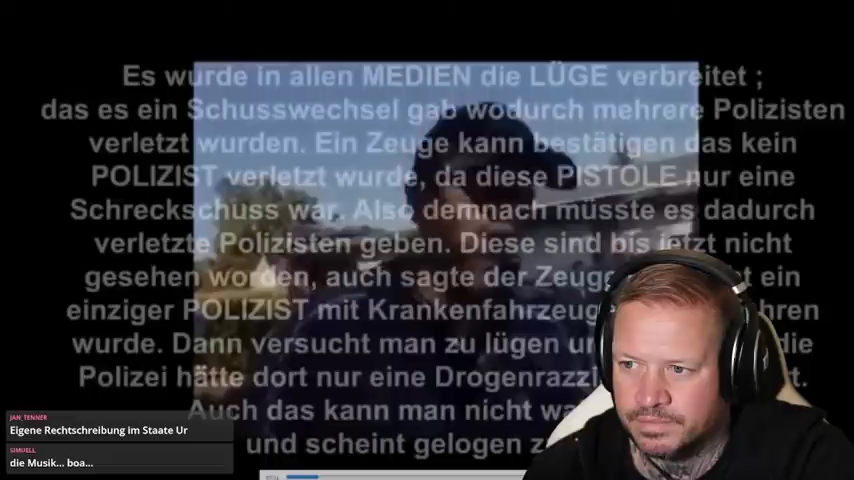 Es wurde in allen MEDIEN die LÜGE verbreitet ;
das es ein Schusswechsel gab wodurch mehrere Polizisten
verletzt wurden. Ein Zeuge kann bestätigen das kein
POLIZIST verletzt wurde, da diese PISTOLE nur eine
Schreckschuss war. Also demnach müsste es dadurch
verletzte Polizisten geben. Diese sind bis jetzt nicht
gesehen worden, auch sagte der Zeuge ein
einziger POLIZIST mit Krankenfahrzeug
wurde. Dann versucht man zu lügen die
Polizei hätte dort nur eine
Auch das kann man nicht
und scheint gelogen
JAN_TENNER
Eigene Rechtschreibung im Staate Ur
SIMUELL
die Musik... boa...